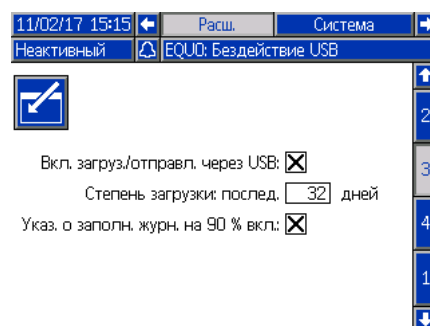 11/02/17 15:15 Расш. Система
Неактивный EQU0: Бездействие USB
2
Вкл. загруз./отправл. через USB:
3
Степень загрузки: послед. 32 дней
Указ. о заполн. журн. на 90 % вкл.:
4
1